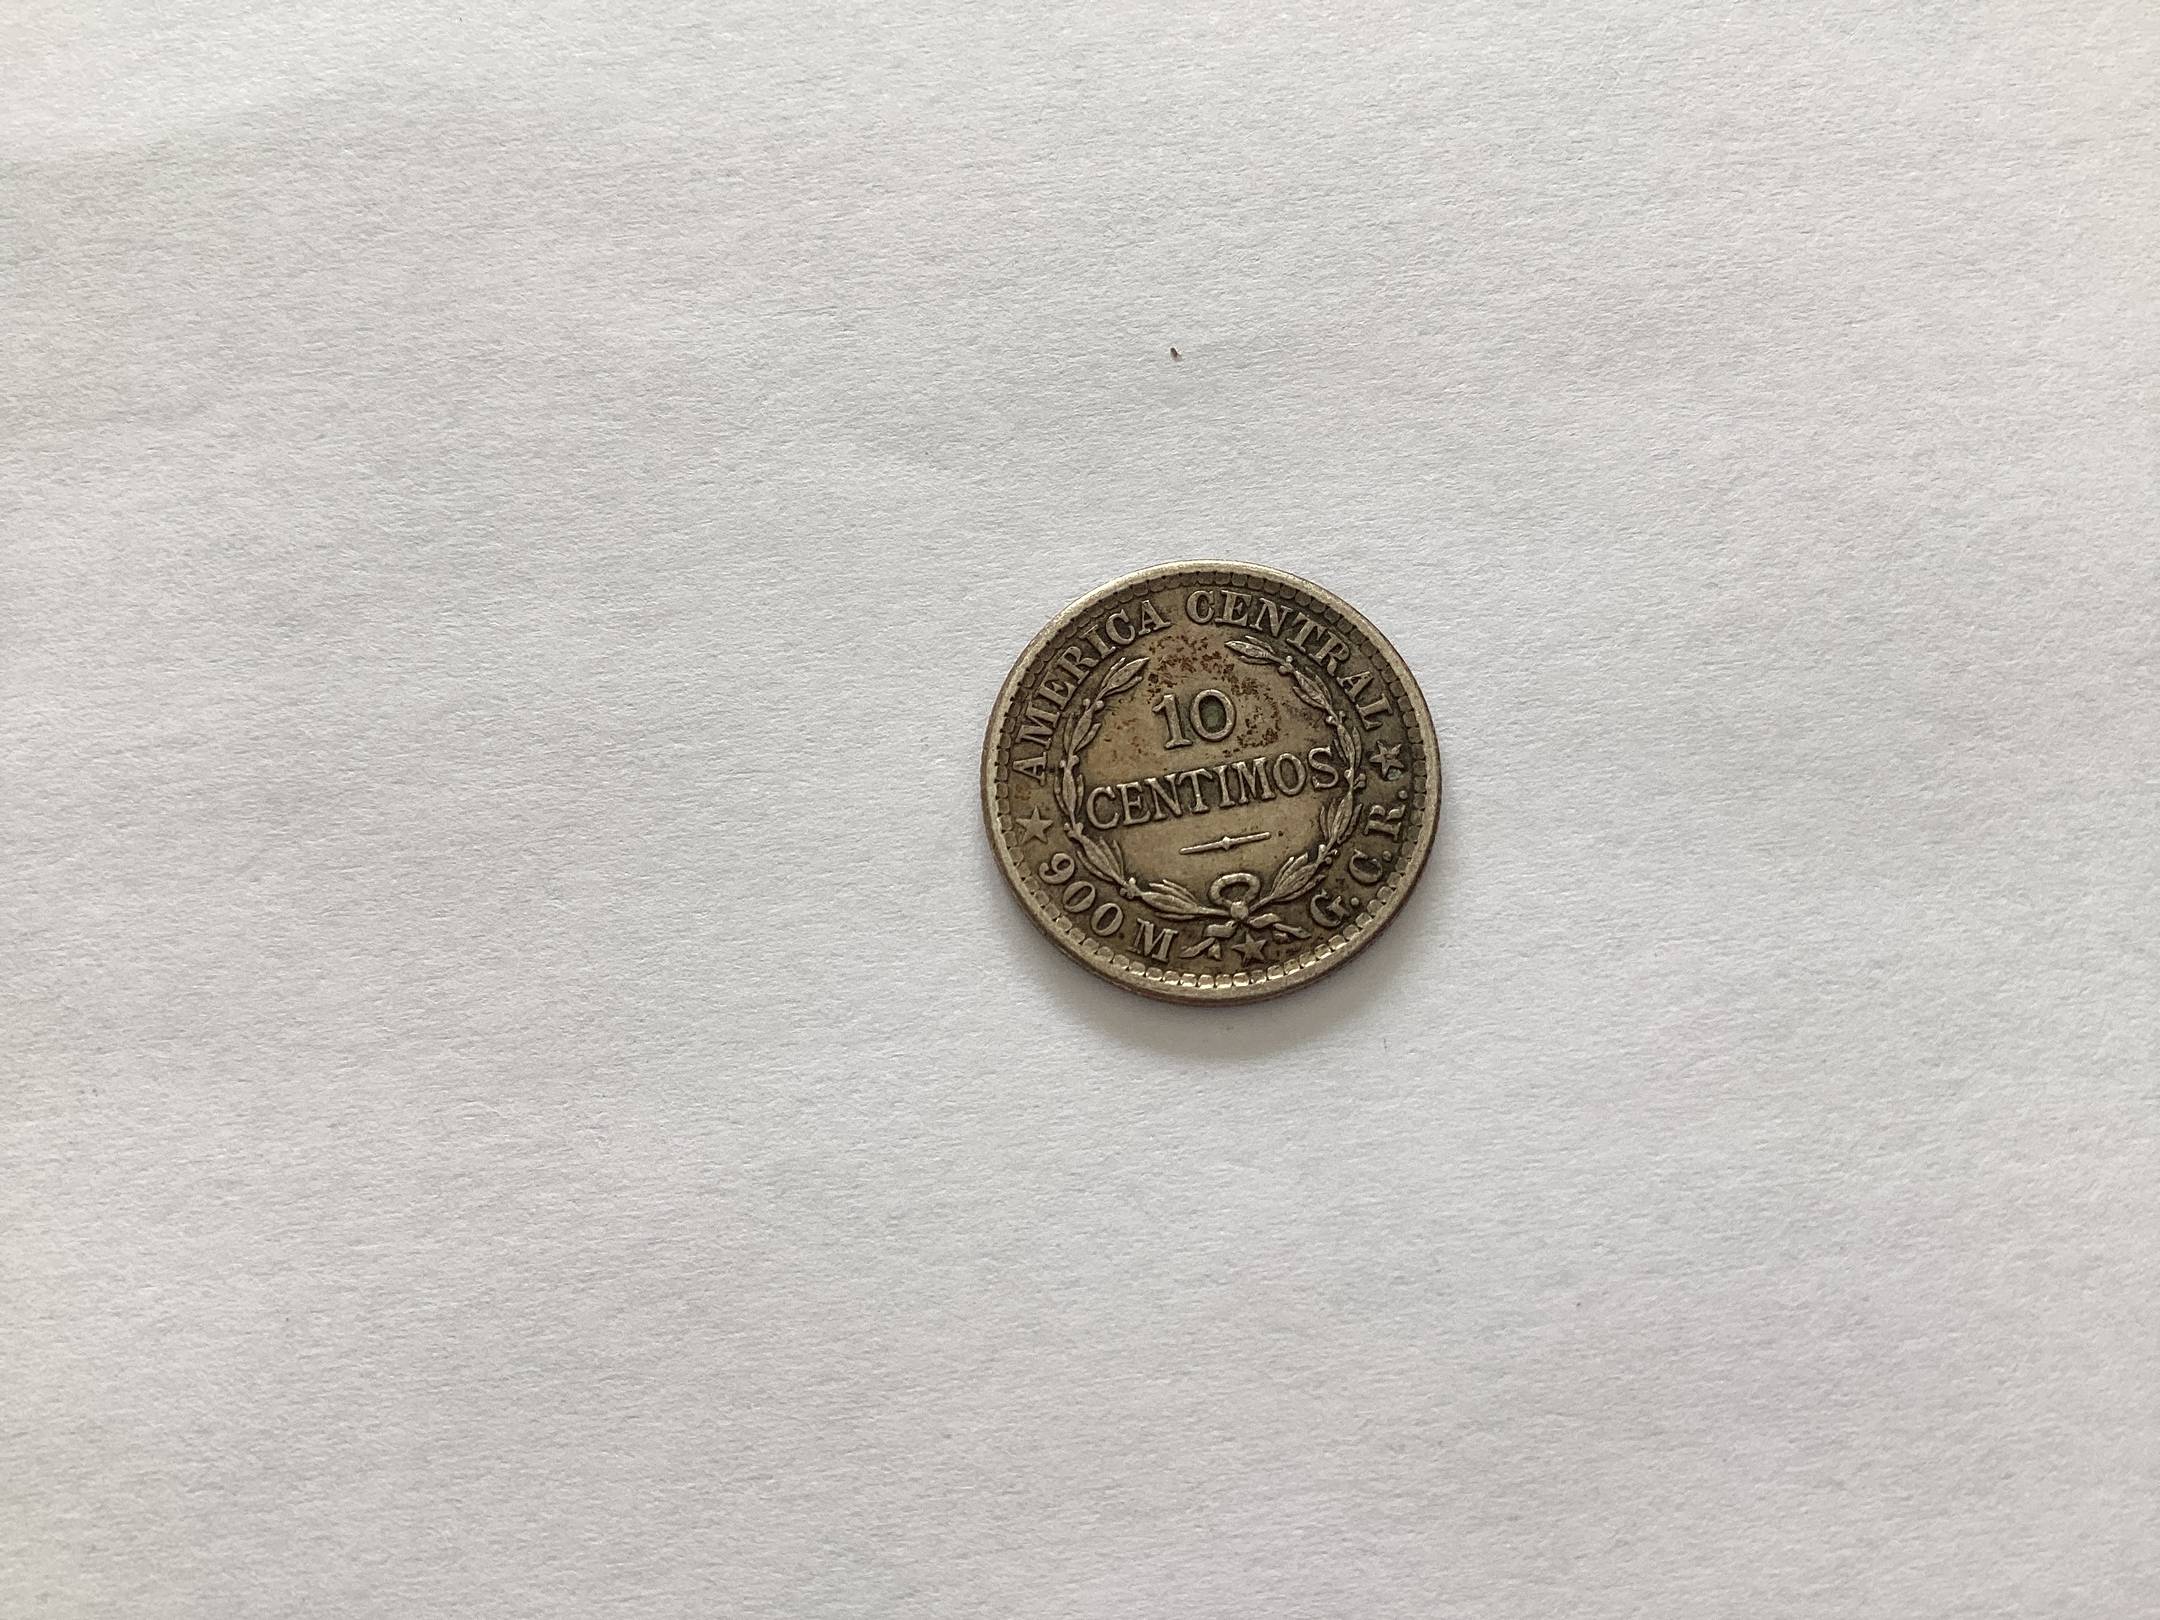 AMERICA CENTRAL
10
CENTIMOS
900 M
G.C.R.